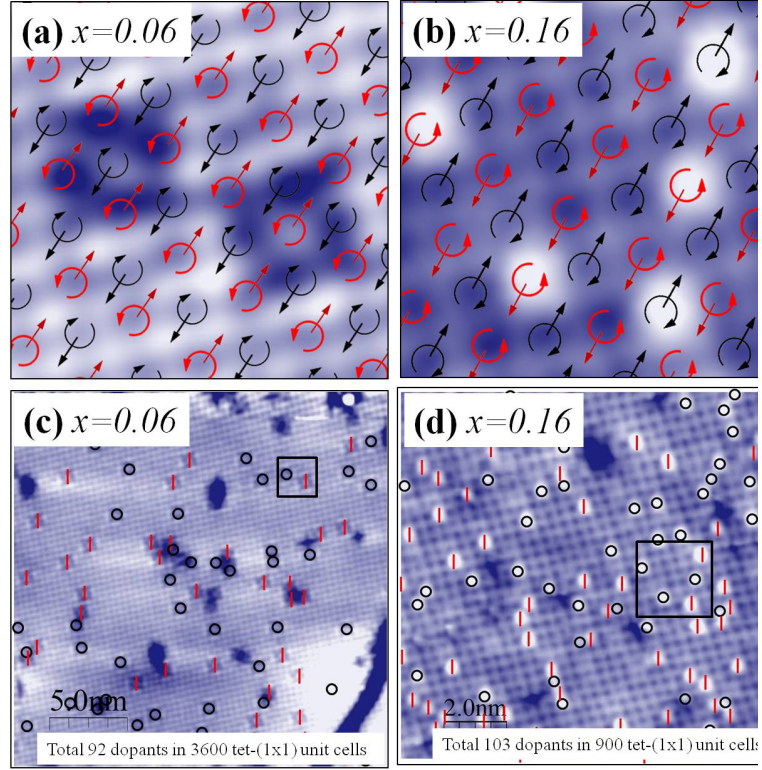 (a) x=0.06
(b) x=0.16
(c) x=0.06
(d) x=0.16
5.0nm
Total 92 dopants in 3600 tet-(1x1) unit cells
2.0nm
Total 103 dopants in 900 tet-(1x1) unit cells